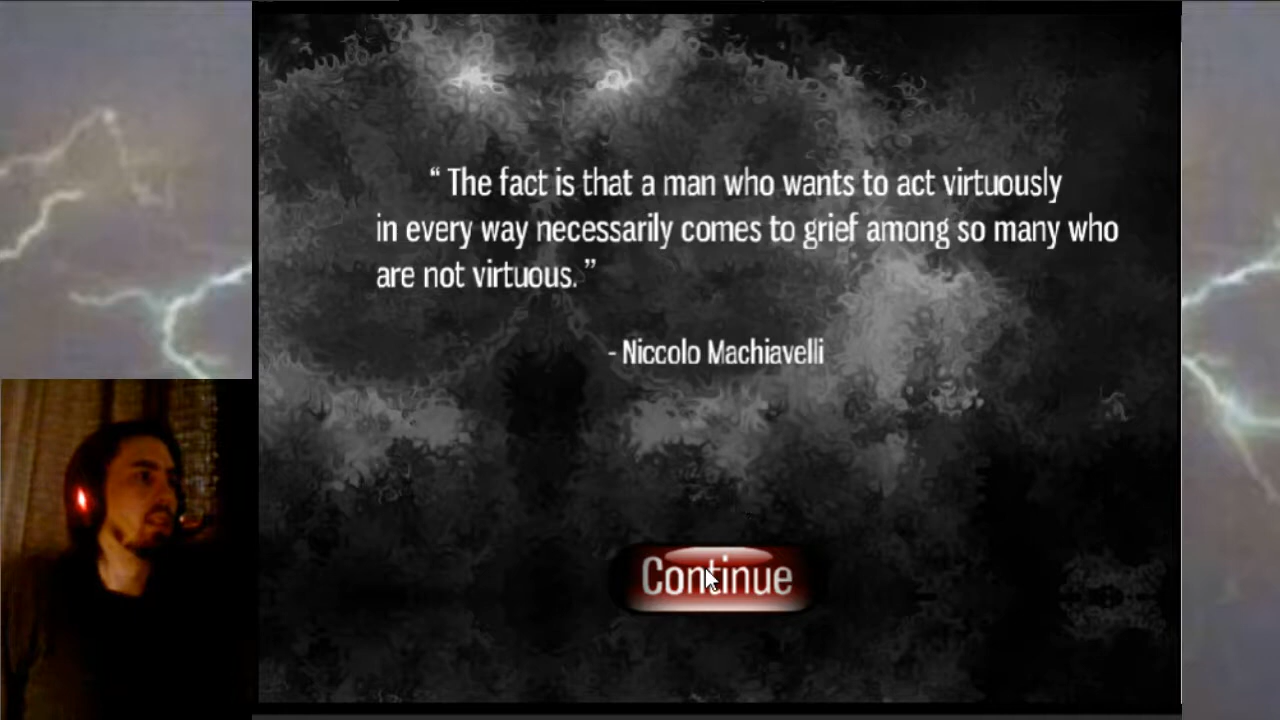 “ The fact is that a man who wants to act virtuously
in every way necessarily comes to grief among so many who
are not virtuous. ”
- Niccolo Machiavelli
Continue